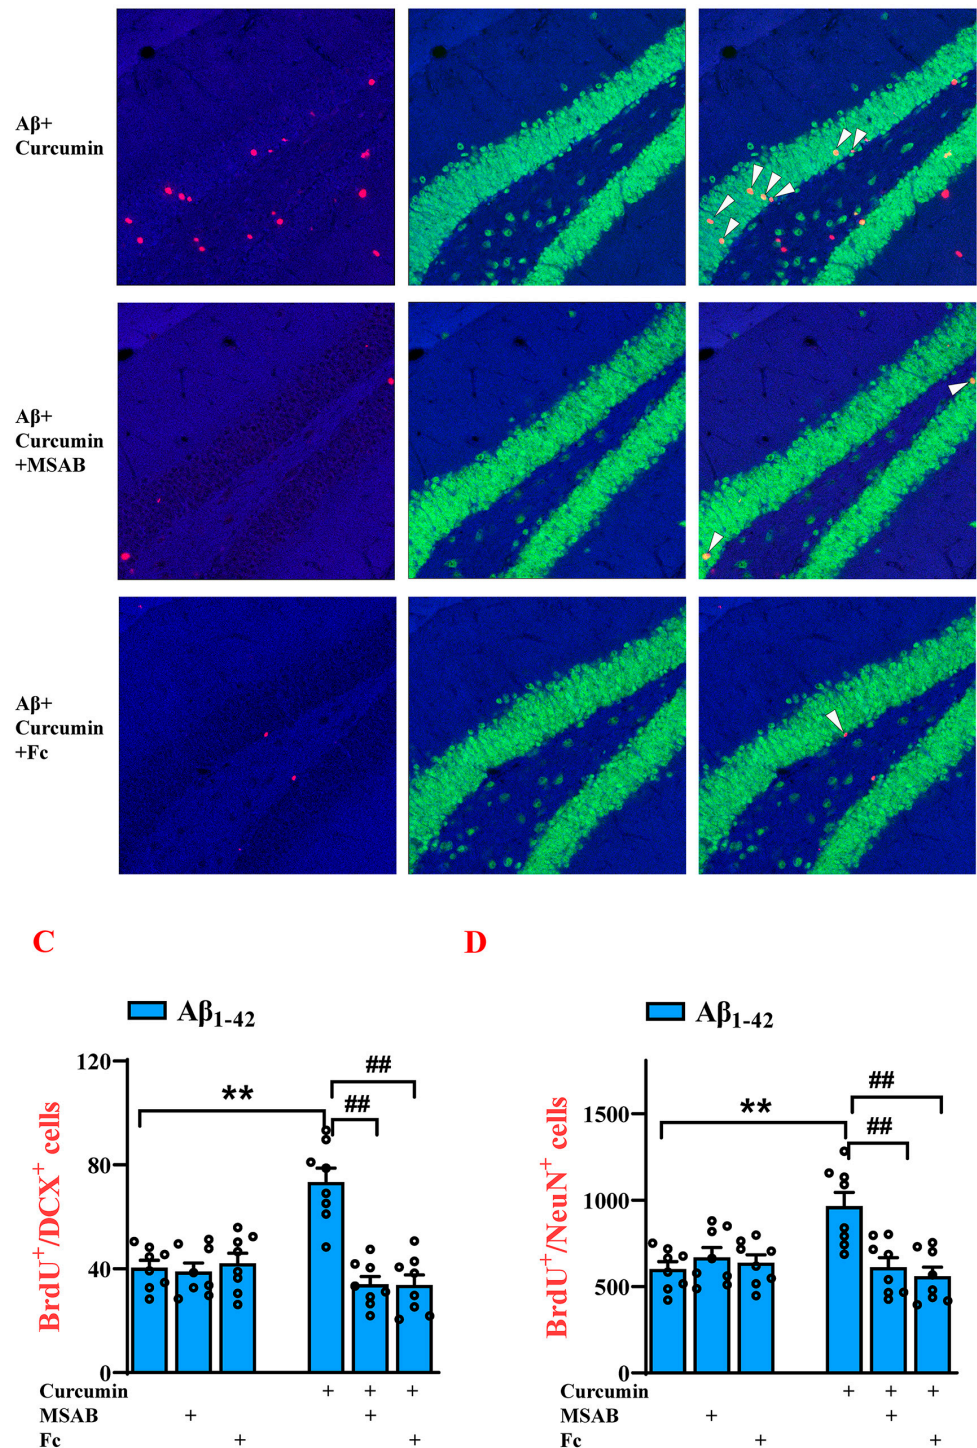 Aβ+
Curcumin
Aβ+
Curcumin
+MSAB
Aβ+
Curcumin
+Fc
C
D
Aβ1-42
BrdU+/DCX+ cells
120
80
40
0
**
##
##
Curcumin + + +
MSAB + +
Fc + +
Aβ1-42
BrdU+/NeuN+ cells
1500
1000
500
0
**
##
##
Curcumin + + +
MSAB + +
Fc + +